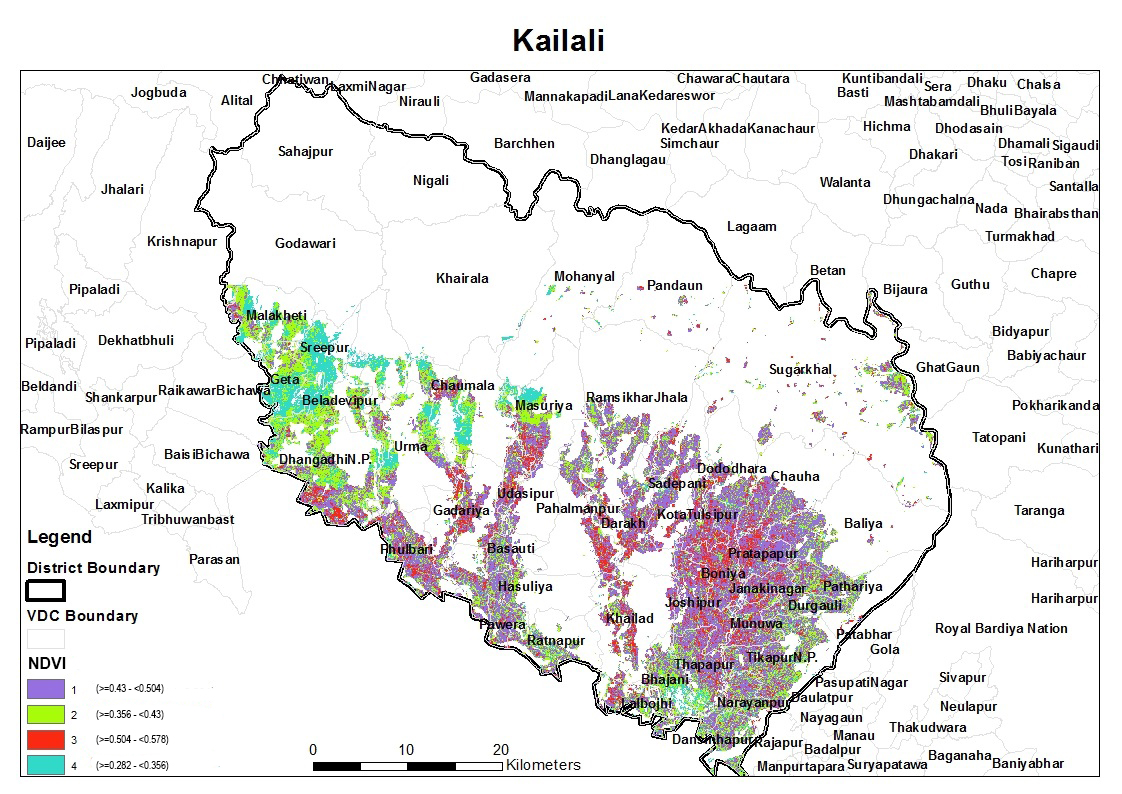 Kailali
Chhatiwan LaxmiNagar Gadasera ChawaraChautara Kuntibandali Dhaku Chalsa
Jogbuda Alital Nirauli MannakapadiLanaKedareswor Basti Sera
Mashtabamdali BhuliBayala
Daijee Barchhen KedarAkhadaKanachaur Hichma Dhodasain
Simchaur Dhamali Sigaudi
Sahajpur Dhanglagau Dhakari Tosi Raniban
Jhalari Nigali Walanta Santalla
Dhungachalna Nada Bhairabsthan
Krishnapur Godawari Lagaam Turmakhad
Khairala Mohanyal Pandaun Betan Bijaura Guthu Chapre
Pipaladi
Malakheti Bidyapur
Pipaladi Dekhatbhuli Sreepur Babiyachaur
Beldandi Geta Chaumala Sugarkhal GhatGaun
Shankarpur RaikawarBichawa Beladevipur Masuriya RamsikharJhala Pokharikanda
RampurBilaspur Tatopani
BaisiBichawa Urma Kunathari
Sreepur DhangadhiN.P. Dododhara Chauha
Kalika Udasipur Sadepani
Laxmipur Gadariya Pahalmanpur KotaTulsipur Taranga
Tribhuwanbast Darakh Baliya
Legend
Parasan Phulbari Basauti Pratapapur Hariharpur
District Boundary
Boniya
Hasuliya Janakinagar Pathariya Hariharpur
Joshipur Durgauli
VDC Boundary
Pawera Khailad Munuwa Patabhar Royal Bardiya Nation
Ratnapur Gola
NDVI
Thapapur TikapurN.P. Sivapur
Bhajani PasupatiNagar
1 (>=0.43 - <0.504)
Lalbojhi Narayanpur Daulatpur Neulapur
2 (>=0.356 - <0.43)
Nayagaun Thakudwara
Manau
3 (>=0.504 - <0.578)
Dansinhapur Rajapur Badalpur Baganaha
4 (>=0.282 - <0.356)
Manpurtapara Suryapatawa Baniyabhar
0 10 20
Kilometers